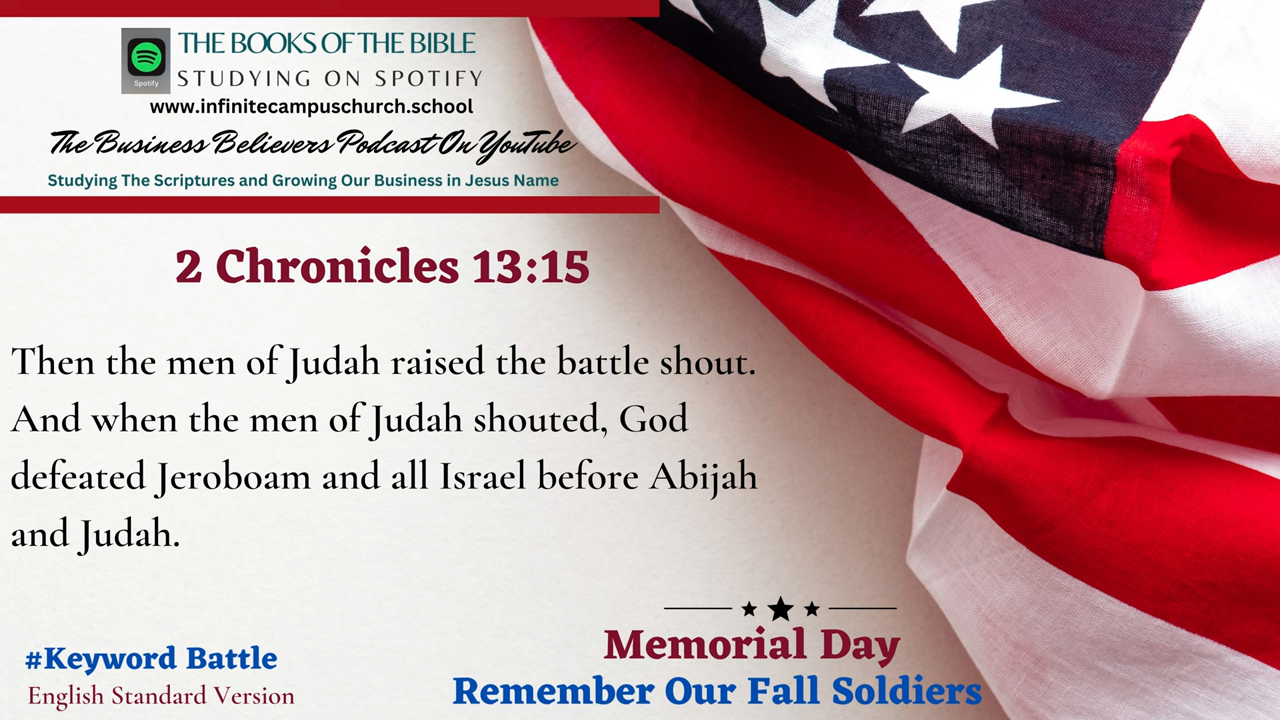 THE BOOKS OF THE BIBLE
Spotify
STUDYING ON SPOTIFY
www.infinitecampuschurch.school
The Business Believers Podcast On YouTube
Studying The Scriptures and Growing Our Business in Jesus Name
2 Chronicles 13:15
Then the men of Judah raised the battle shout.
And when the men of Judah shouted, God
defeated Jeroboam and all Israel before Abijah
and Judah.
#Keyword Battle
English Standard Version
Memorial Day
Remember Our Fall Soldiers